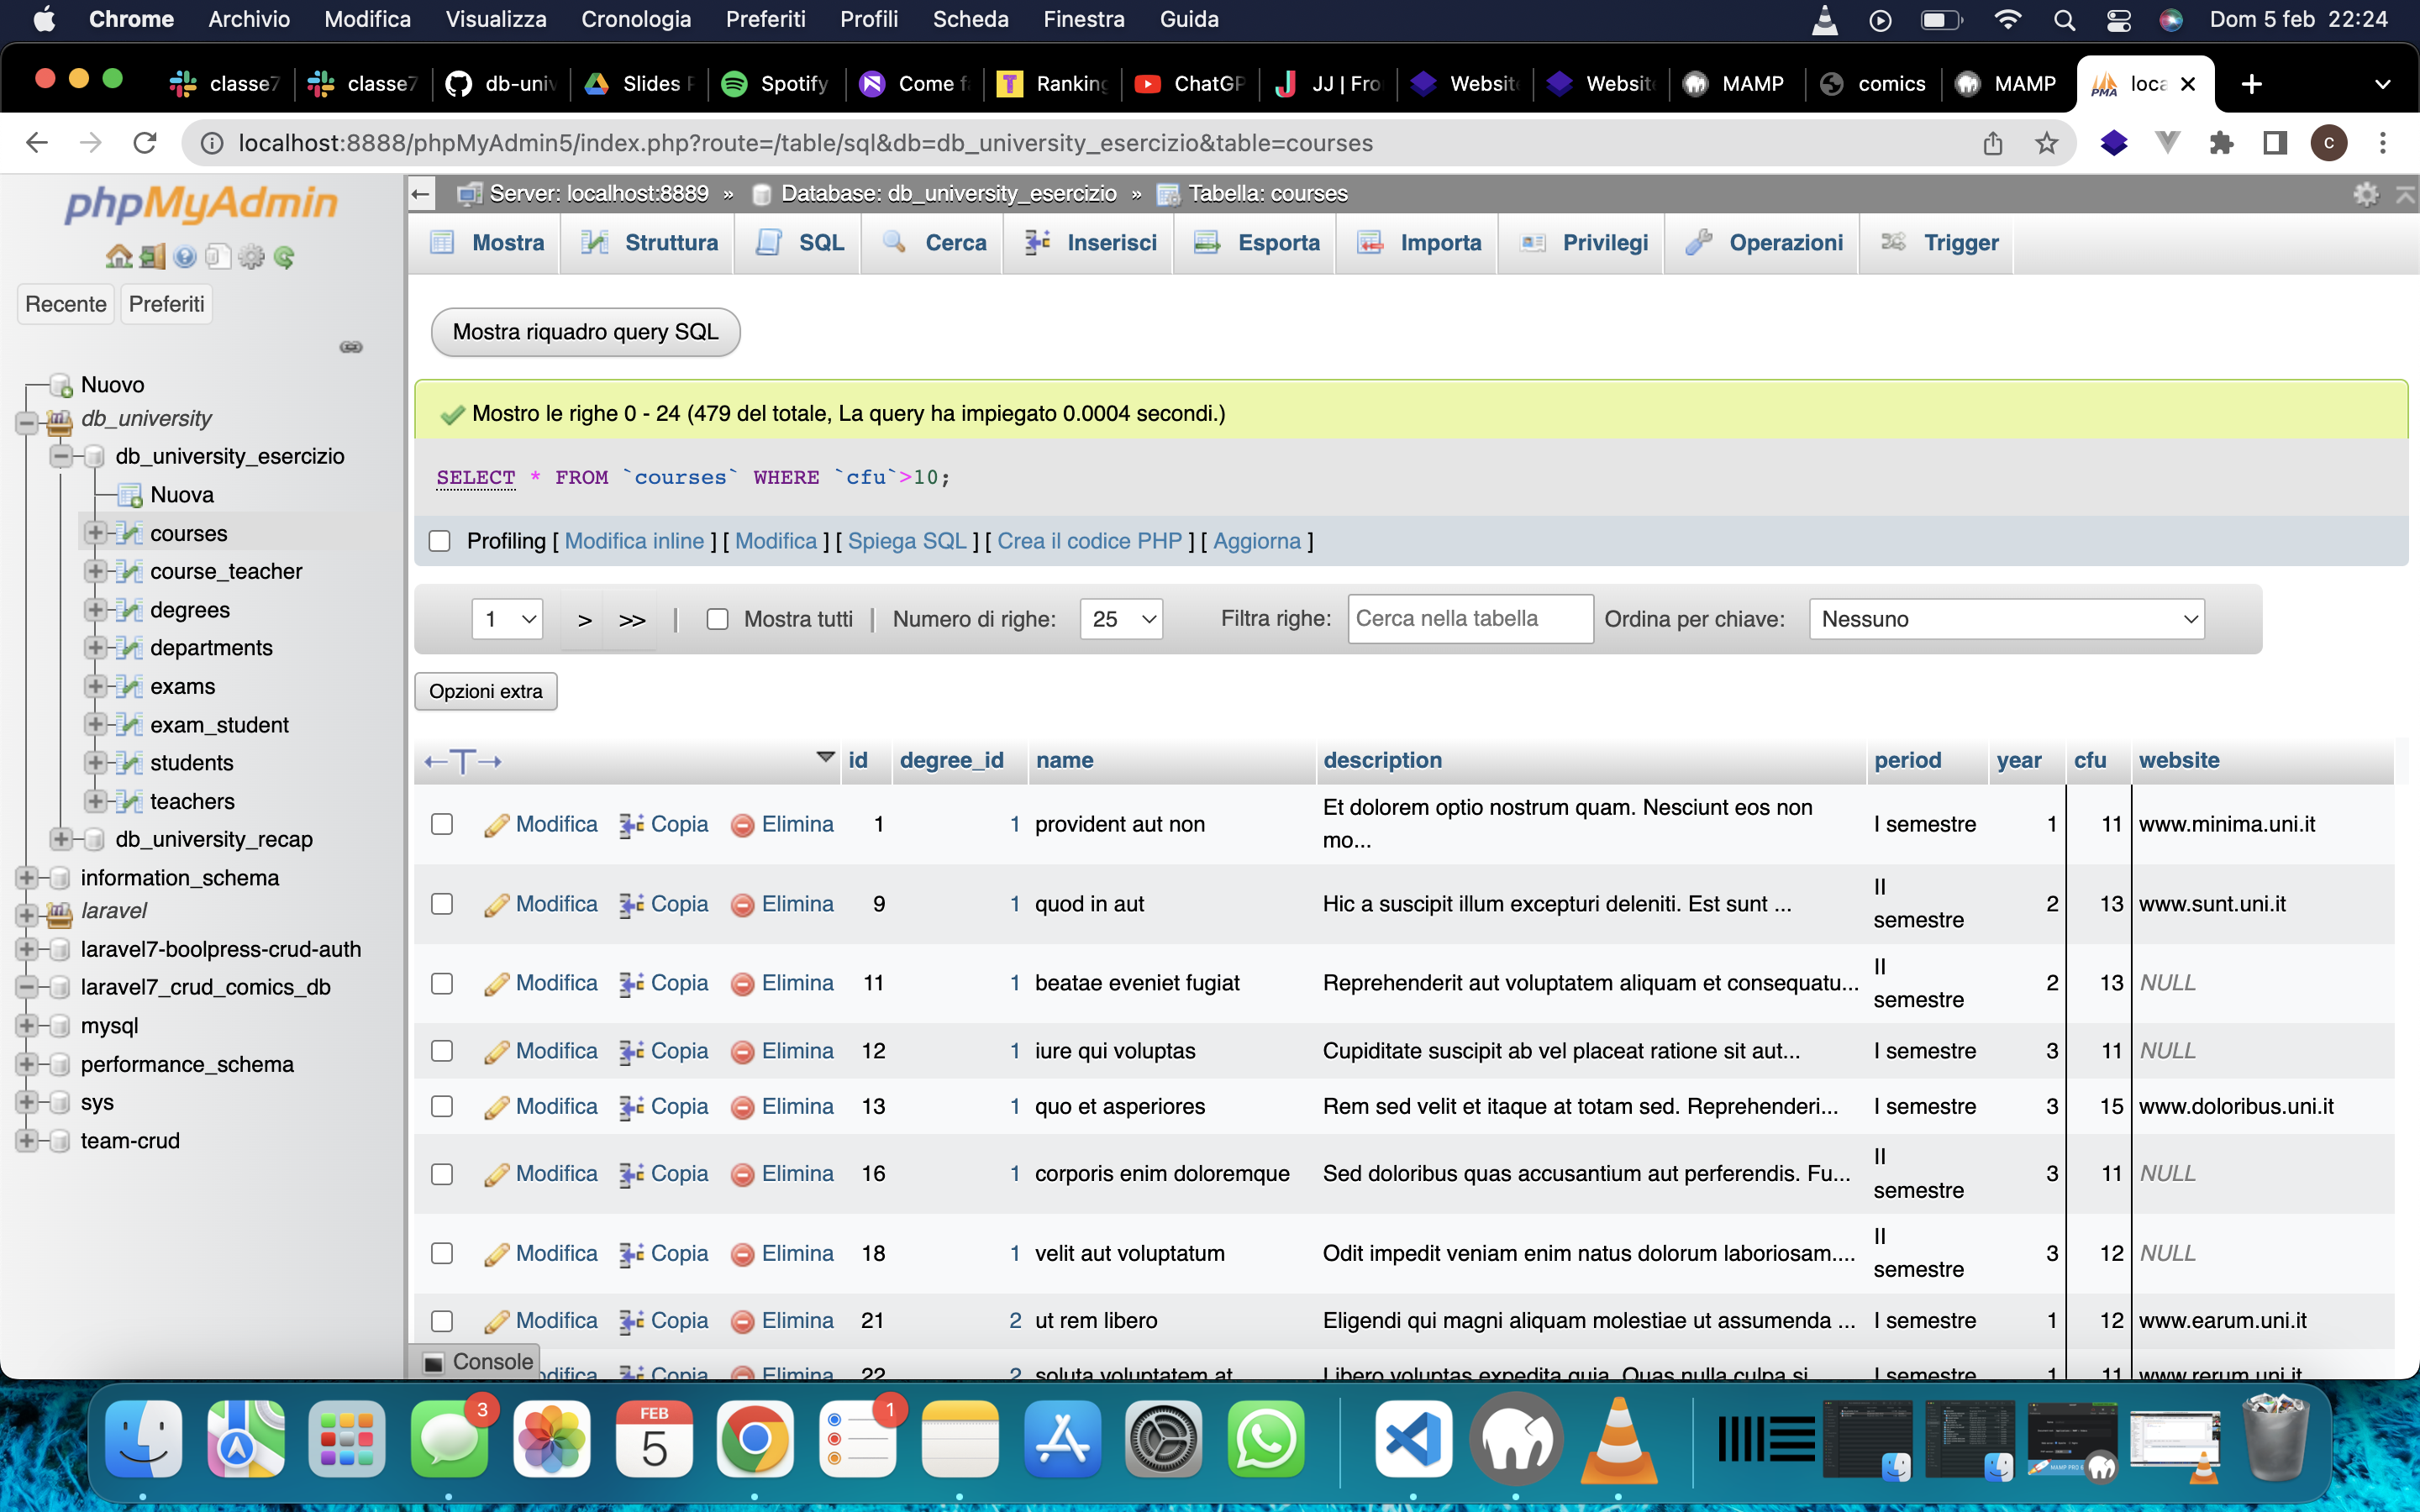 Chrome Archivio Modifica Visualizza Cronologia Preferiti Profili Scheda Finestra Guida Dom 5 feb 22:24
classe7 classe7 db-univ Slides Spotify Come f Ranking ChatGP JJ | Fro Website Website MAMP comics MAMP loca
localhost:8888/phpMyAdmin5/index.php?route=/table/sql&db=db_university_esercizio&table=courses
c
phpMyAdmin
Recente Preferiti
Nuovo
db_university
db_university_esercizio
Nuova
courses
course_teacher
degrees
departments
exams
exam_student
students
teachers
db_university_recap
information_schema
laravel
laravel7-boolpress-crud-auth
laravel7_crud_comics_db
mysql
performance_schema
sys
team-crud
Server: localhost:8889 » Database: db_university_esercizio » Tabella: courses
Mostra Struttura SQL Cerca Inserisci Esporta Importa Privilegi Operazioni Trigger
Mostra riquadro query SQL
Mostro le righe 0 - 24 (479 del totale, La query ha impiegato 0.0004 secondi.)
SELECT * FROM `courses` WHERE `cfu`>10;
Profiling [ Modifica inline ] [ Modifica ] [ Spiega SQL ] [ Crea il codice PHP ] [ Aggiorna ]
1 > >> | Mostra tutti | Numero di righe: 25 Filtra righe: Cerca nella tabella Ordina per chiave: Nessuno
Opzioni extra
←T→ id degree_id name description period year cfu website
Modifica Copia Elimina 1 1 provident aut non Et dolorem optio nostrum quam. Nesciunt eos non mo... I semestre 1 11 www.minima.uni.it
Modifica Copia Elimina 9 1 quod in aut Hic a suscipit illum excepturi deleniti. Est sunt ... II semestre 2 13 www.sunt.uni.it
Modifica Copia Elimina 11 1 beatae eveniet fugiat Reprehenderit aut voluptatem aliquam et consequatu... II semestre 2 13 NULL
Modifica Copia Elimina 12 1 iure qui voluptas Cupiditate suscipit ab vel placeat ratione sit aut... I semestre 3 11 NULL
Modifica Copia Elimina 13 1 quo et asperiores Rem sed velit et itaque at totam sed. Reprehenderi... I semestre 3 15 www.doloribus.uni.it
Modifica Copia Elimina 16 1 corporis enim doloremque Sed doloribus quas accusantium aut perferendis. Fu... II semestre 3 11 NULL
Modifica Copia Elimina 18 1 velit aut voluptatum Odit impedit veniam enim natus dolorum laboriosam.... II semestre 3 12 NULL
Modifica Copia Elimina 21 2 ut rem libero Eligendi qui magni aliquam molestiae ut assumenda ... I semestre 1 12 www.earum.uni.it
Modifica Copia Elimina 22 2 soluta voluptatem at Libero voluptas expedita quia. Quas nulla culpa si... I semestre 1 11 www.rerum.uni.it
Console
3
FEB
5
1